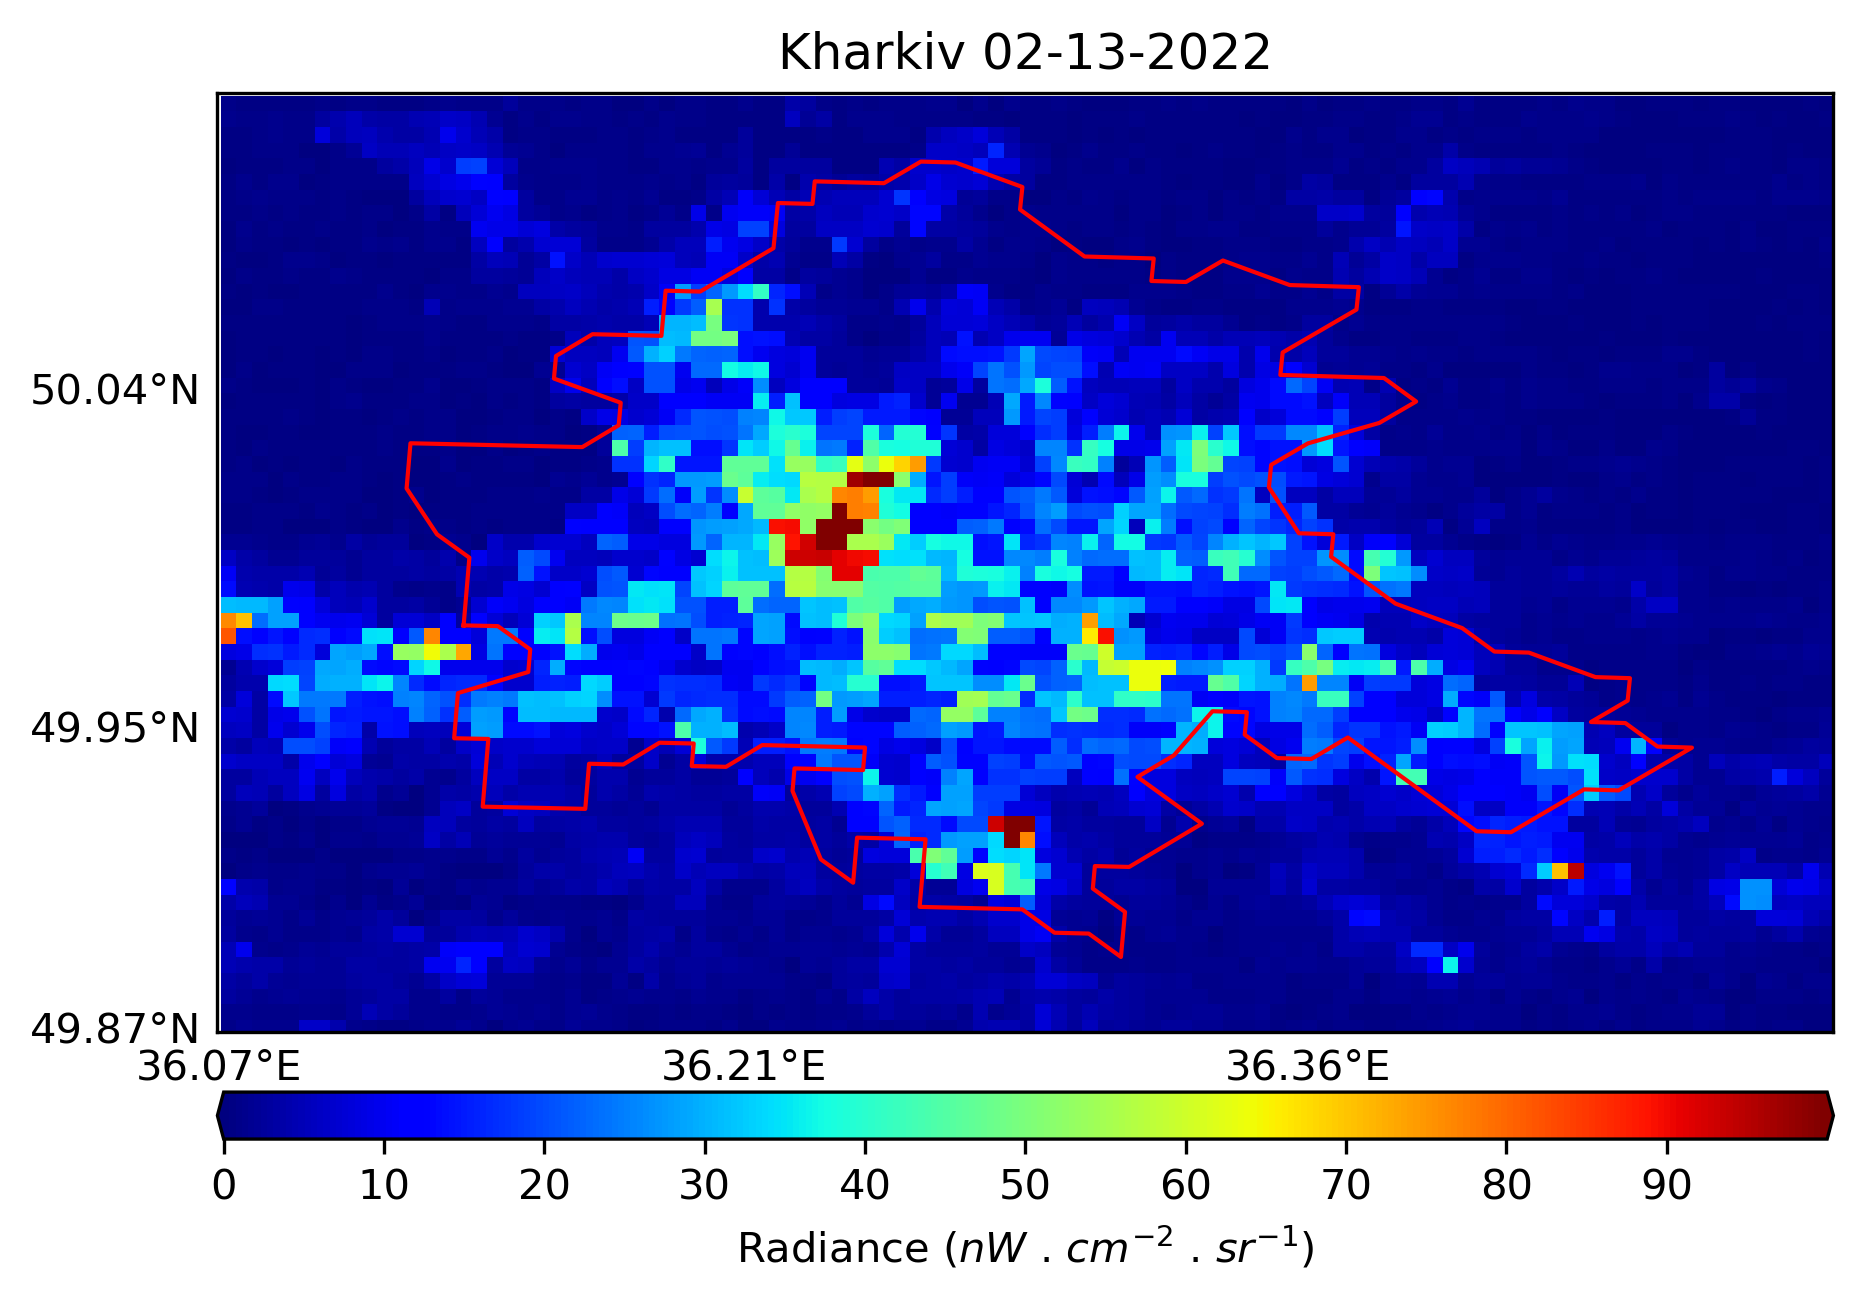 Kharkiv 02-13-2022
50.04°N
49.95°N
49.87°N
36.07°E 36.21°E 36.36°E
0 10 20 30 40 50 60 70 80 90
Radiance (nW . cm⁻² . sr⁻¹)